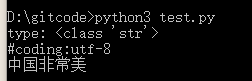 D:\gitcode>python3 test.py
type: <class 'str'>
#coding:utf-8
中国非常美